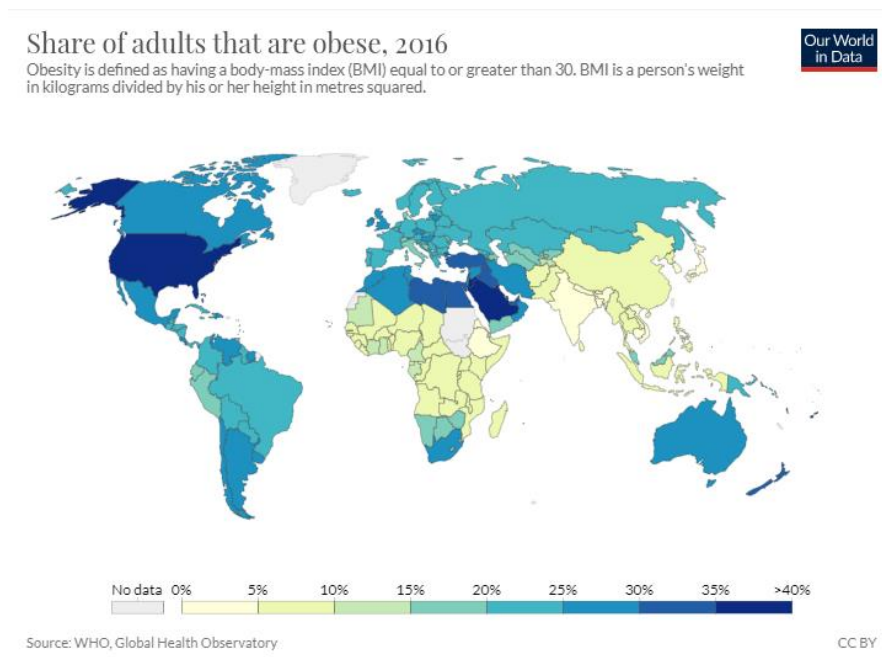 Share of adults that are obese, 2016
Our World
in Data
Obesity is defined as having a body-mass index (BMI) equal to or greater than 30. BMI is a person's weight
in kilograms divided by his or her height in metres squared.
No data 0% 5% 10% 15% 20% 25% 30% 35% >40%
Source: WHO, Global Health Observatory
CC BY